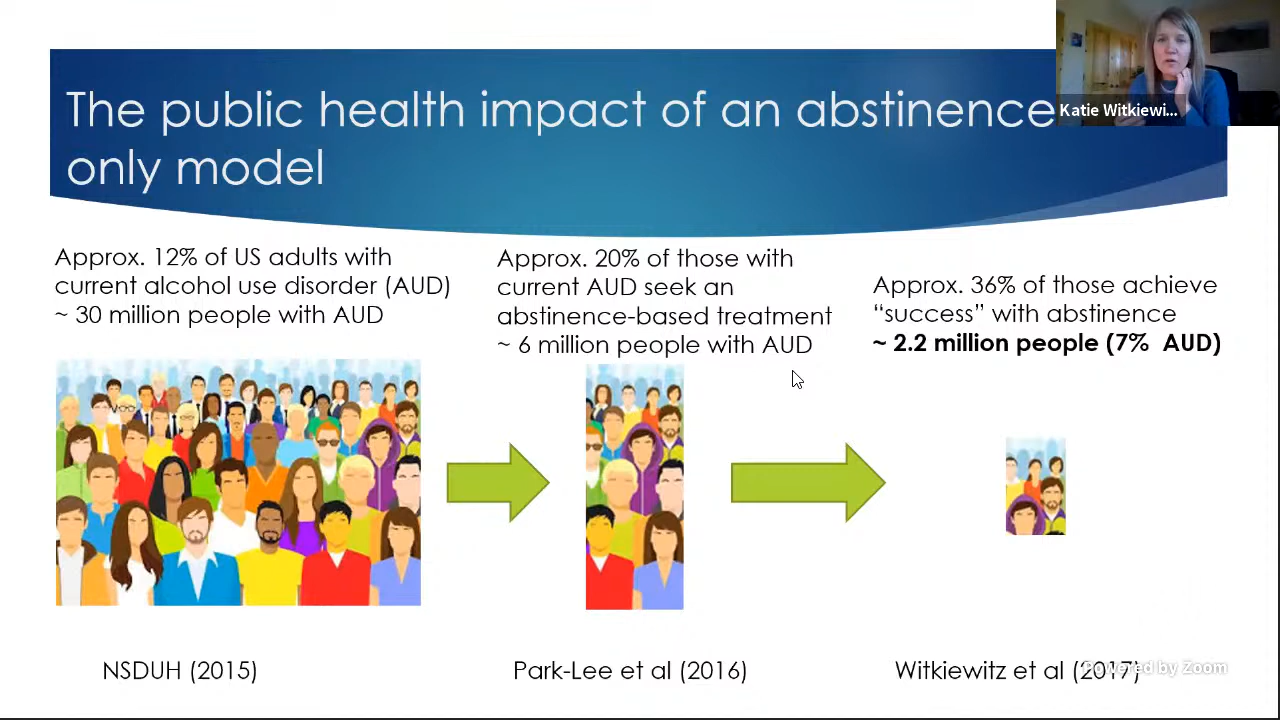 The public health impact of an abstinence
only model
Katie Witkiewi...
Approx. 12% of US adults with
current alcohol use disorder (AUD)
~ 30 million people with AUD
Approx. 20% of those with
current AUD seek an
abstinence-based treatment
~ 6 million people with AUD
Approx. 36% of those achieve
“success” with abstinence
~ 2.2 million people (7% AUD)
NSDUH (2015)
Park-Lee et al (2016)
Witkiewitz et al (2017)
Powered by Zoom